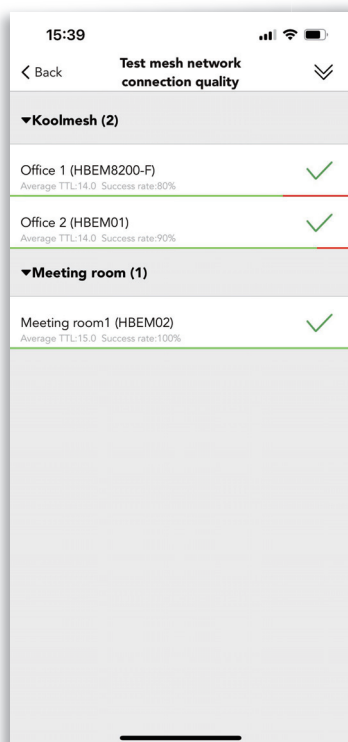 15:39
Back
Test mesh network
connection quality
Koolmesh (2)
Office 1 (HBEM8200-F)
Average TTL:14.0 Success rate:80%
Office 2 (HBEM01)
Average TTL:14.0 Success rate:90%
Meeting room (1)
Meeting room1 (HBEM02)
Average TTL:15.0 Success rate:100%